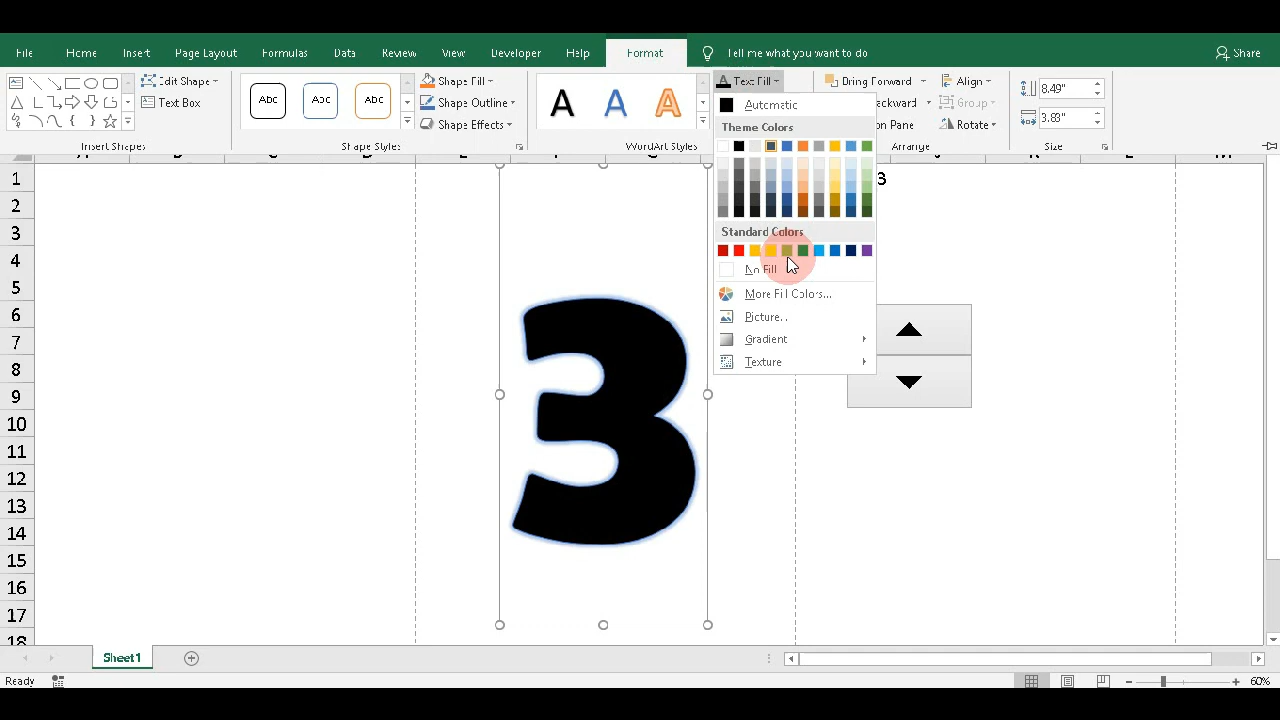 File Home Insert Page Layout Formulas Data Review View Developer Help Format Tell me what you want to do Share
Edit Shape Text Box Insert Shapes
Abc Abc Abc Shape Styles
Shape Fill Shape Outline Shape Effects
A A A WordArt Styles
Text Fill
Bring Forward ackward on Pane Align Group Rotate Arrange
8.49" 3.83" Size
Automatic
Theme Colors
Standard Colors
No Fill
More Fill Colors...
Picture...
Gradient
Texture
1 3
2
3
4
5
6
7
8
9
10
11
12
13
14
15
16
17
18
3
Sheet1
Ready 60%